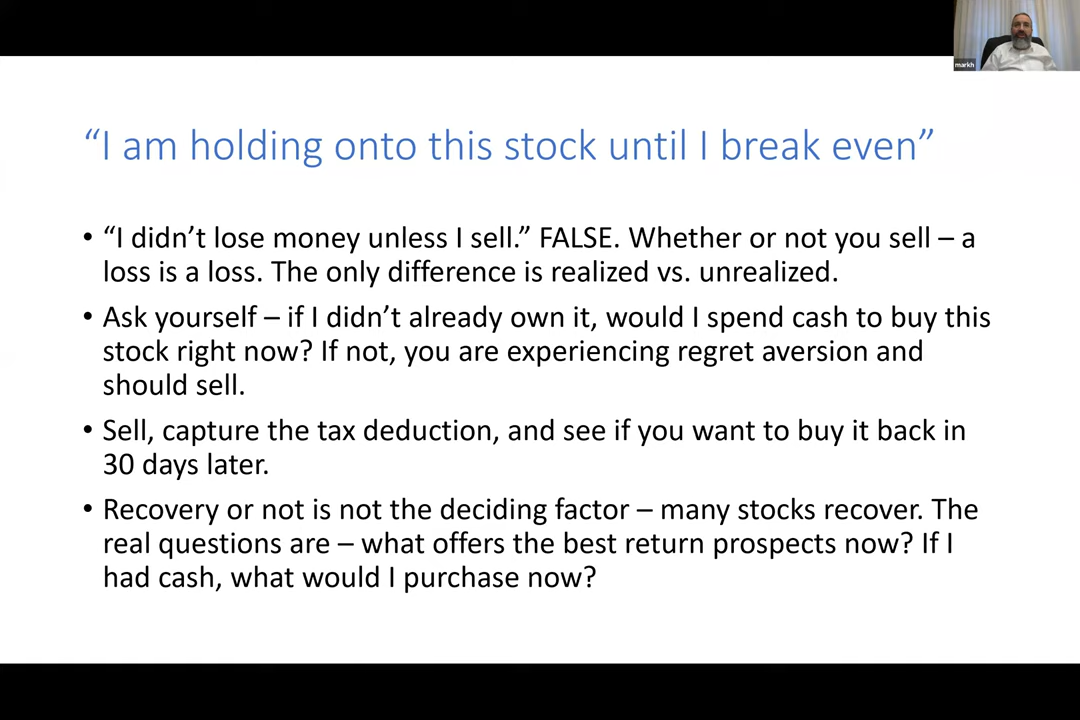 markh
“I am holding onto this stock until I break even”
• “I didn’t lose money unless I sell.” FALSE. Whether or not you sell – a
loss is a loss. The only difference is realized vs. unrealized.
• Ask yourself – if I didn’t already own it, would I spend cash to buy this
stock right now? If not, you are experiencing regret aversion and
should sell.
• Sell, capture the tax deduction, and see if you want to buy it back in
30 days later.
• Recovery or not is not the deciding factor – many stocks recover. The
real questions are – what offers the best return prospects now? If I
had cash, what would I purchase now?